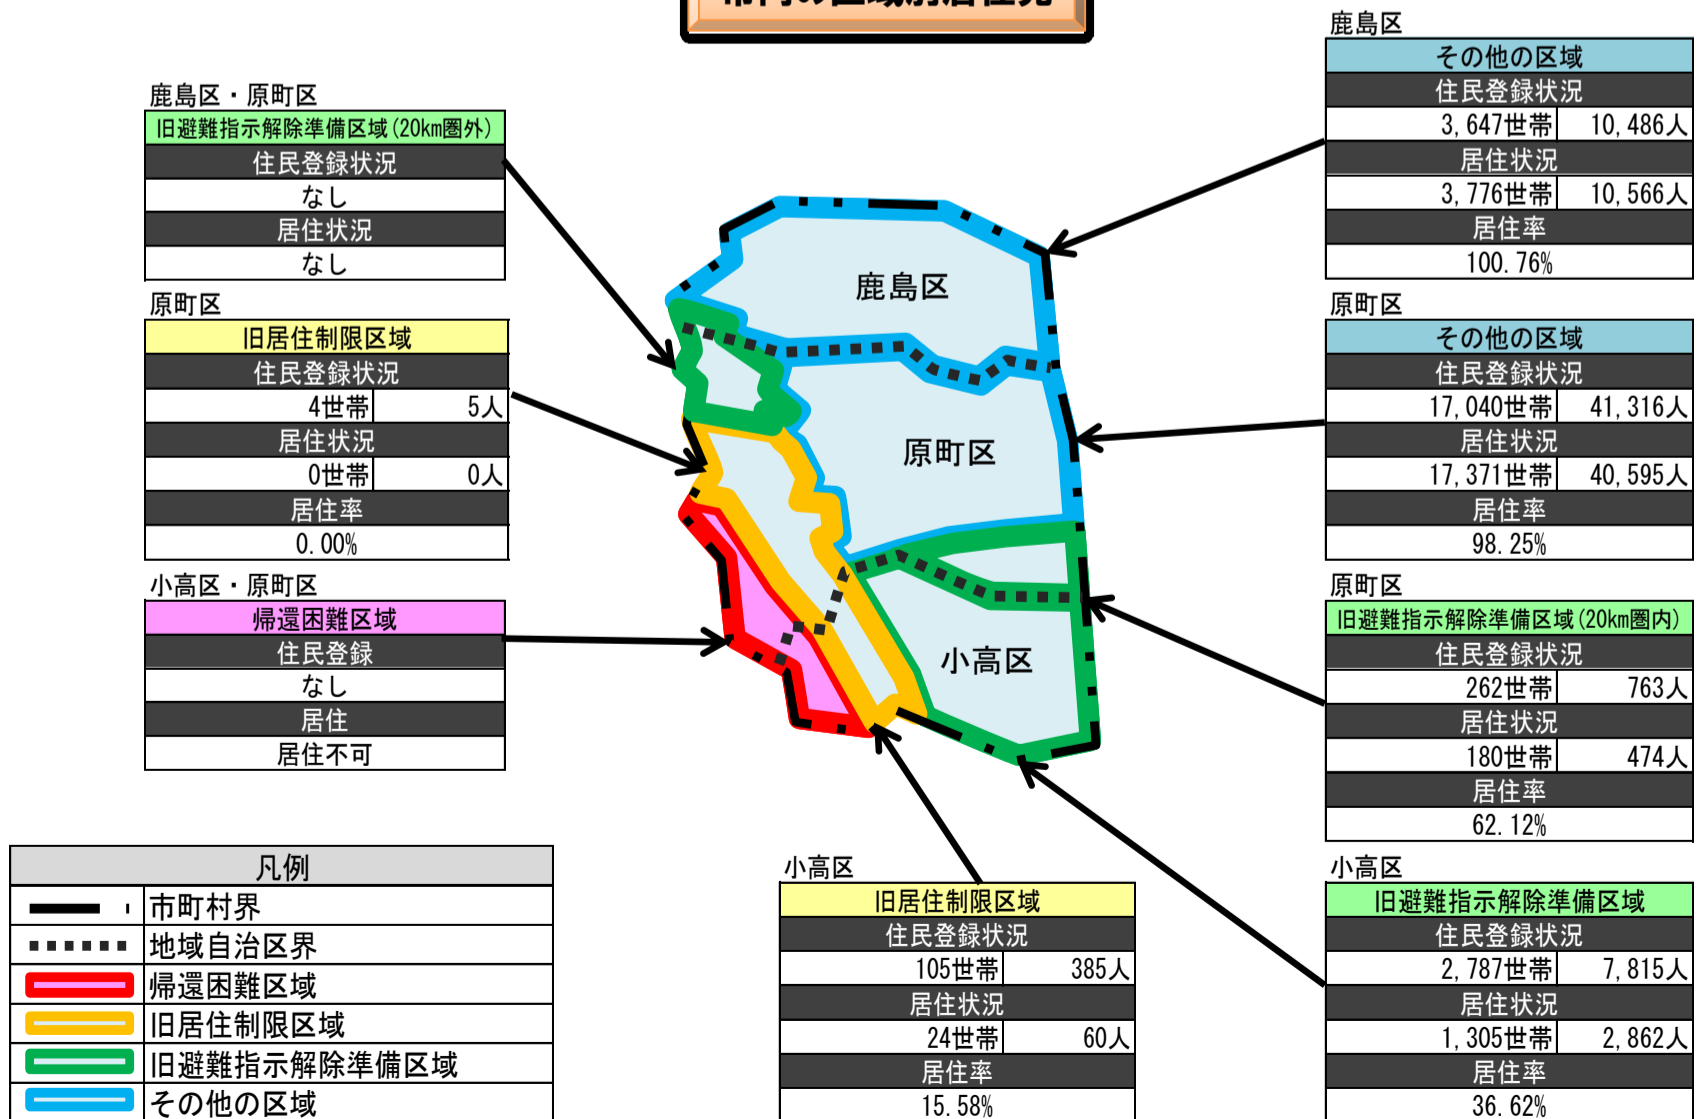 市内の区域別居住児
鹿島区・原町区
旧避難指示解除準備区域(20km圏外)
住民登録状況
なし
居住状況
なし
原町区
旧居住制限区域
住民登録状況
4世帯 5人
居住状況
0世帯 0人
居住率
0.00%
小高区・原町区
帰還困難区域
住民登録
なし
居住
居住不可
鹿島区
原町区
小高区
鹿島区
その他の区域
住民登録状況
3,647世帯 10,486人
居住状況
3,776世帯 10,566人
居住率
100.76%
原町区
その他の区域
住民登録状況
17,040世帯 41,316人
居住状況
17,371世帯 40,595人
居住率
98.25%
原町区
旧避難指示解除準備区域(20km圏内)
住民登録状況
262世帯 763人
居住状況
180世帯 474人
居住率
62.12%
小高区
旧避難指示解除準備区域
住民登録状況
2,787世帯 7,815人
居住状況
1,305世帯 2,862人
居住率
36.62%
小高区
旧居住制限区域
住民登録状況
105世帯 385人
居住状況
24世帯 60人
居住率
15.58%
凡例
市町村界
地域自治区界
帰還困難区域
旧居住制限区域
旧避難指示解除準備区域
その他の区域